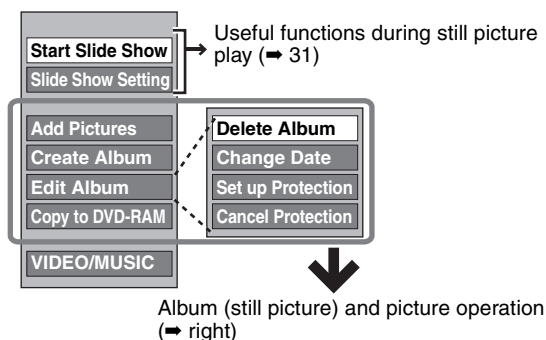 Start Slide Show
Slide Show Setting
Useful functions during still picture
play (➡ 31)
Add Pictures
Create Album
Edit Album
Copy to DVD-RAM
VIDEO/MUSIC
Delete Album
Change Date
Set up Protection
Cancel Protection
Album (still picture) and picture operation
(➡ right)